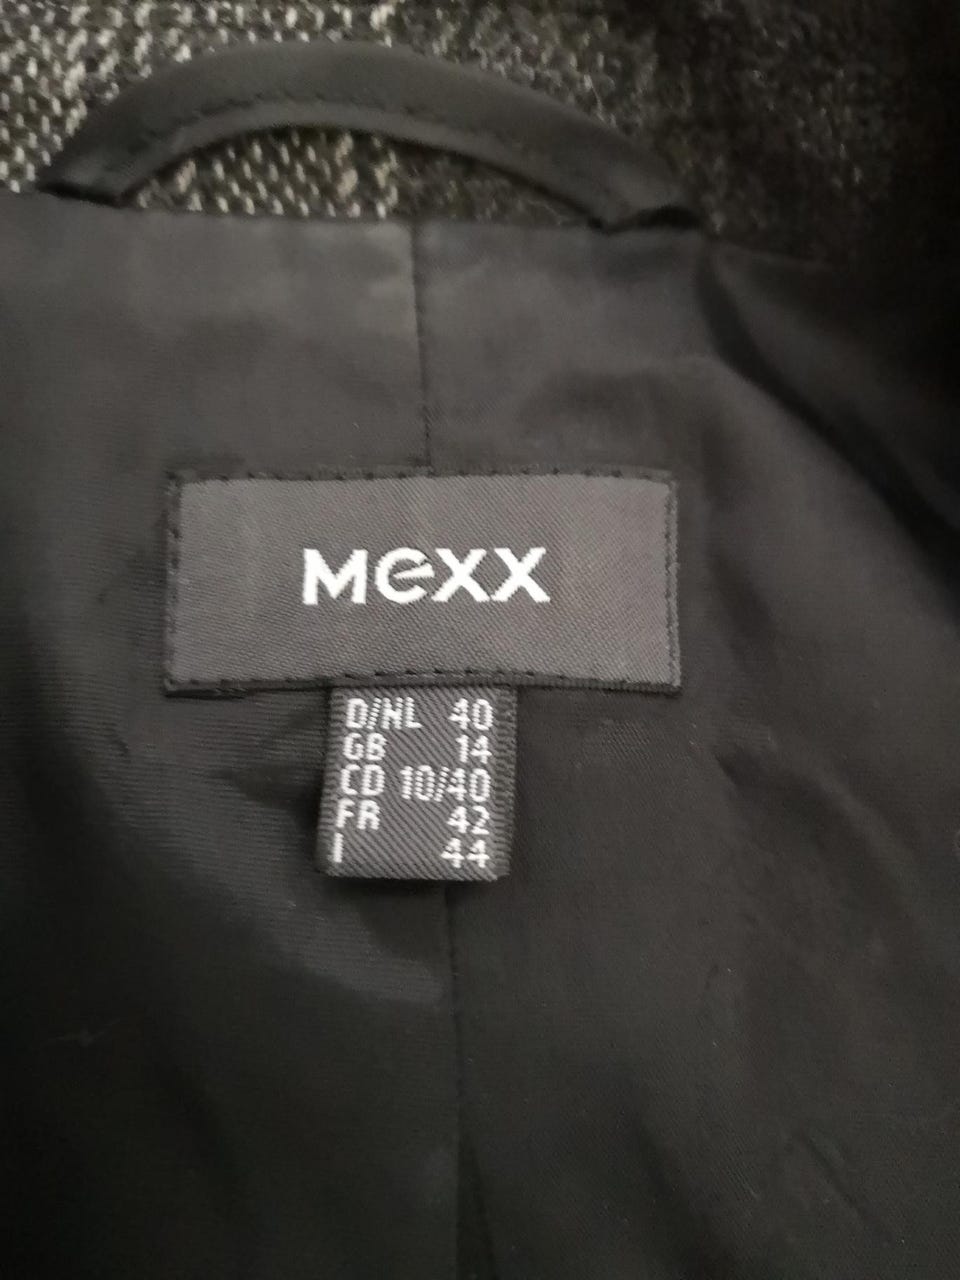 Mexx
D/NL 40
GB 14
CD 10/40
FR 42
I 44